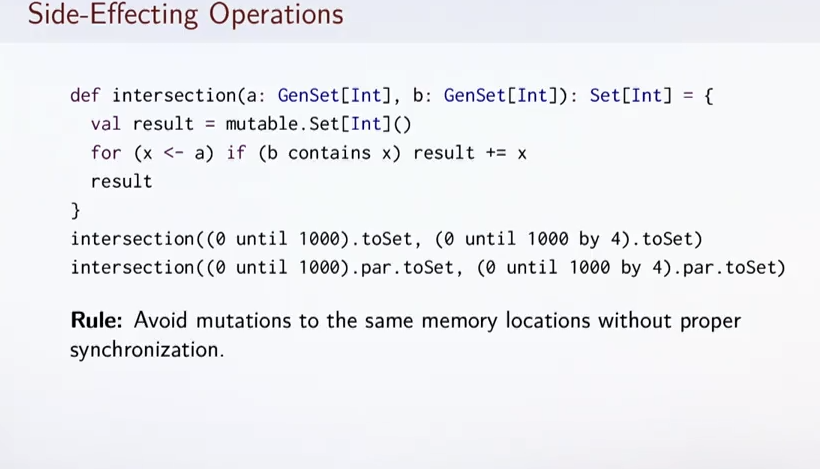 Side-Effecting Operations
def intersection(a: GenSet[Int], b: GenSet[Int]): Set[Int] = {
  val result = mutable.Set[Int]()
  for (x <- a) if (b contains x) result += x
  result
}
intersection((0 until 1000).toSet, (0 until 1000 by 4).toSet)
intersection((0 until 1000).par.toSet, (0 until 1000 by 4).par.toSet)
Rule: Avoid mutations to the same memory locations without proper
synchronization.